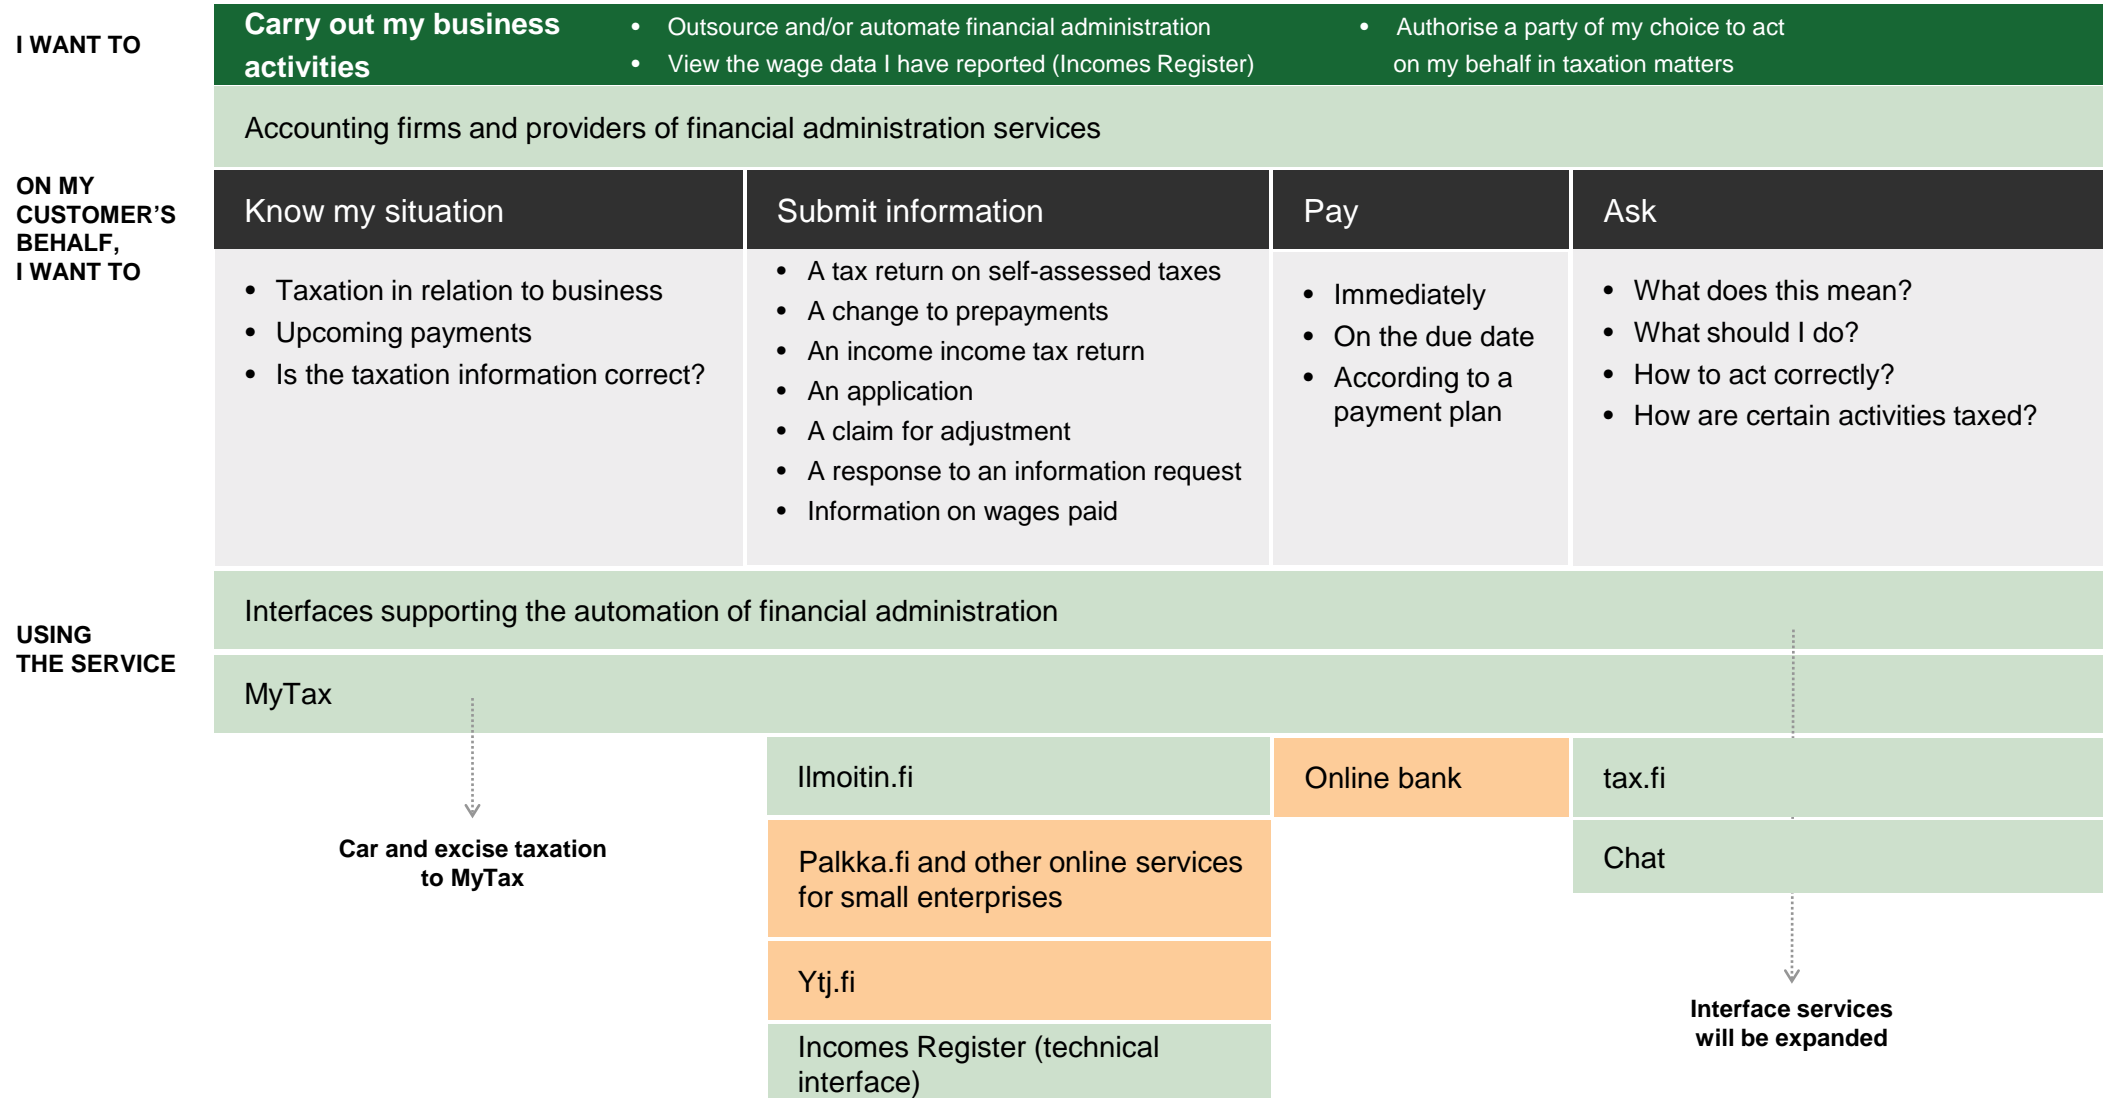 I WANT TO
Carry out my business
activities
• Outsource and/or automate financial administration
• View the wage data I have reported (Incomes Register)
• Authorise a party of my choice to act
on my behalf in taxation matters
Accounting firms and providers of financial administration services
ON MY
CUSTOMER’S
BEHALF,
I WANT TO
Know my situation
• Taxation in relation to business
• Upcoming payments
• Is the taxation information correct?
Submit information
• A tax return on self-assessed taxes
• A change to prepayments
• An income income tax return
• An application
• A claim for adjustment
• A response to an information request
• Information on wages paid
Pay
• Immediately
• On the due date
• According to a
payment plan
Ask
• What does this mean?
• What should I do?
• How to act correctly?
• How are certain activities taxed?
USING
THE SERVICE
Interfaces supporting the automation of financial administration
MyTax
Car and excise taxation
to MyTax
Ilmoitin.fi
Palkka.fi and other online services
for small enterprises
Ytj.fi
Incomes Register (technical
interface)
Online bank
tax.fi
Chat
Interface services
will be expanded